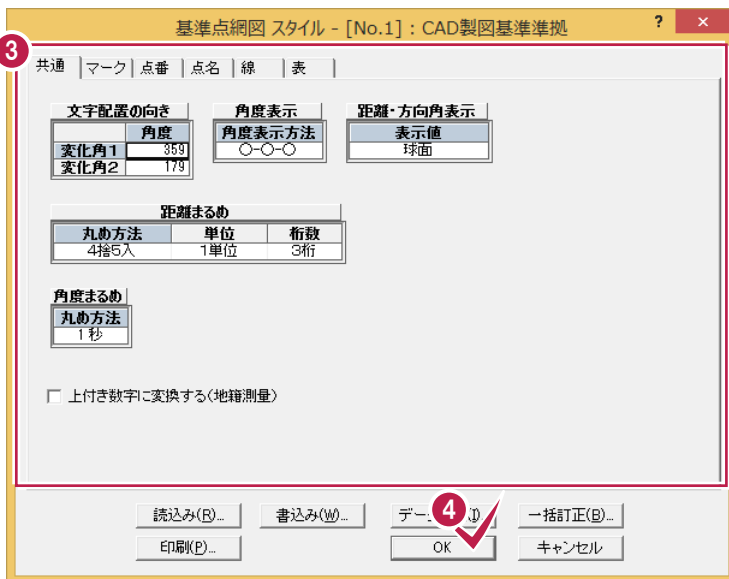 基準点網図 スタイル - [No.1] : CAD製図基準準拠 ? ×
3
共通 マーク 点番 点名 線 表
文字配置の向き 角度表示 距離・方向角表示
角度 角度表示方法 表示値
変化角1 359 ○-○-○ 球面
変化角2 179
距離まるめ
丸め方法 単位 桁数
4捨5入 1単位 3桁
角度まるめ
丸め方法
1秒
上付き数字に変換する(地籍測量)
読込み(R)... 書込み(W)... デー 一括訂正(B)...
4
印刷(P)... OK キャンセル